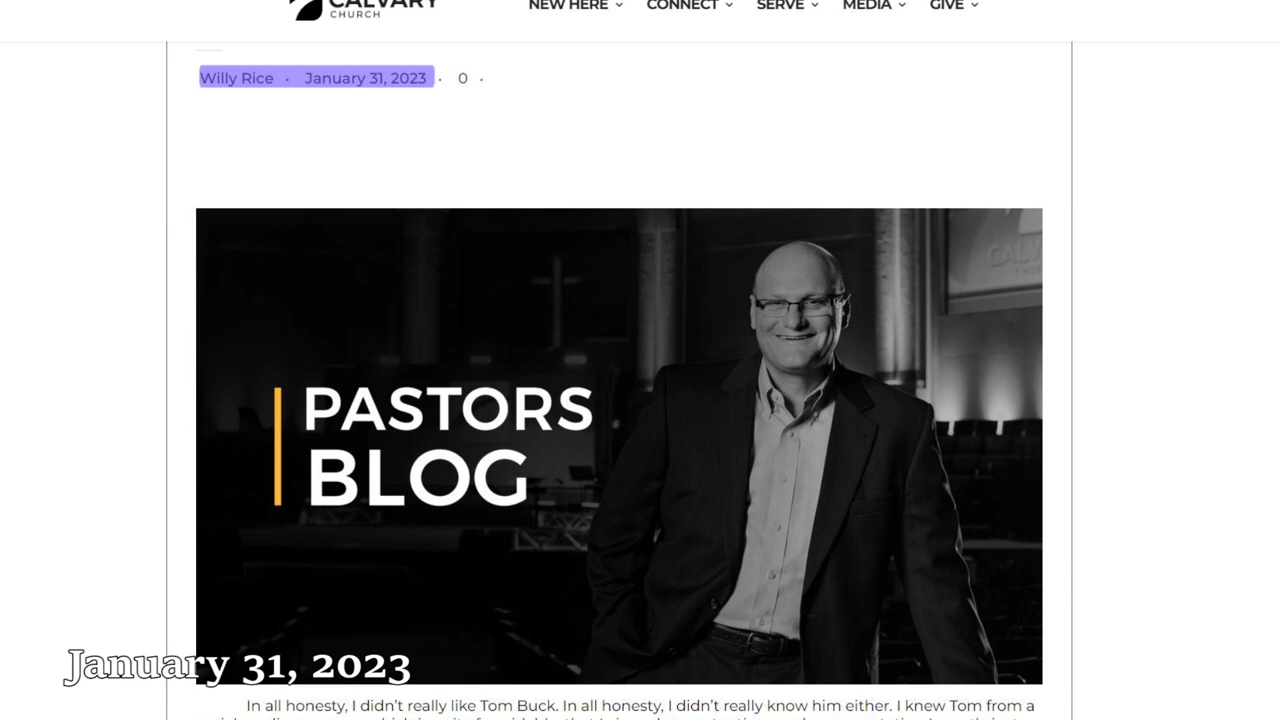 CALVARY
CHURCH
NEW HERE CONNECT SERVE MEDIA GIVE
Willy Rice · January 31, 2023 · 0 ·
PASTORS
BLOG
January 31, 2023
In all honesty, I didn’t really like Tom Buck. In all honesty, I didn’t really know him either. I knew Tom from a